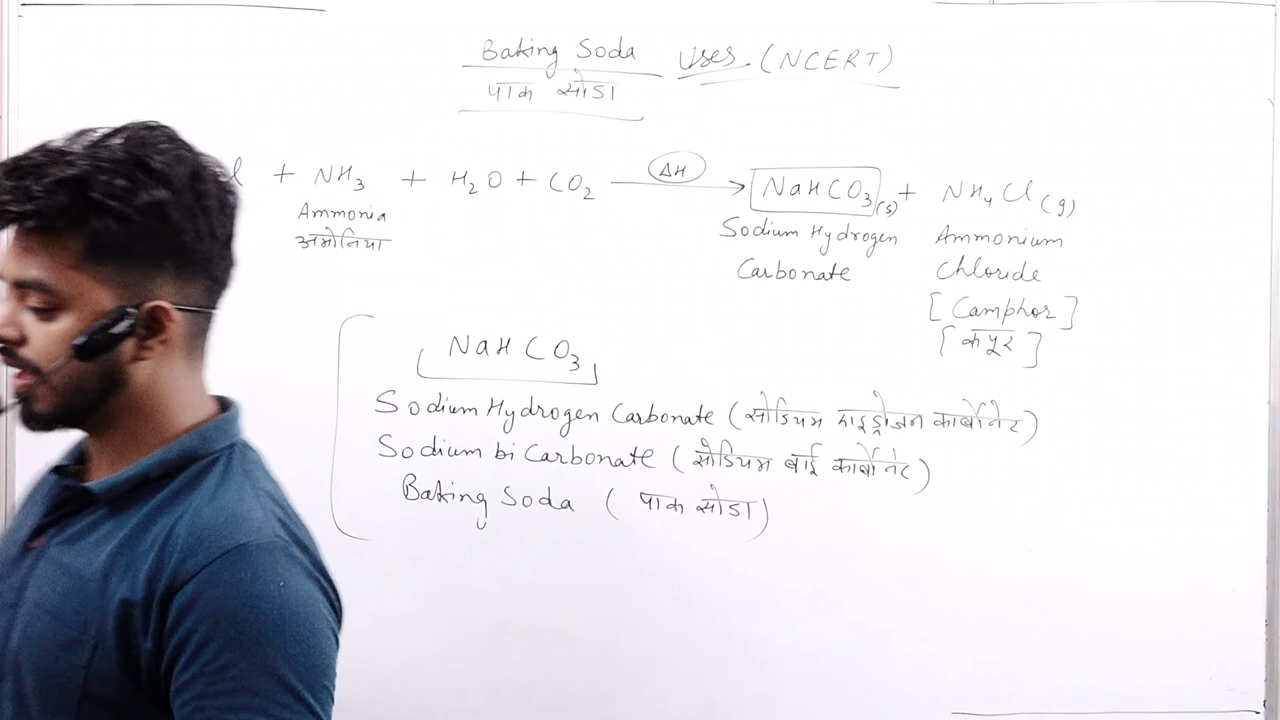 Baking Soda Uses. (NCERT)
पाक सोडा
l + NH₃ + H₂O + CO₂ ⟶ ΔH NaHCO₃(s) + NH₄Cl(g)
Ammonia Sodium Hydrogen Ammonium
अमोनिया Carbonate Chloride
[Camphor]
[कपूर]
NaHCO₃
Sodium Hydrogen Carbonate (सोडियम हाइड्रोजन कार्बोनेट)
Sodium bi Carbonate (सोडियम बाई कार्बोनेट)
Baking Soda (पाक सोडा)